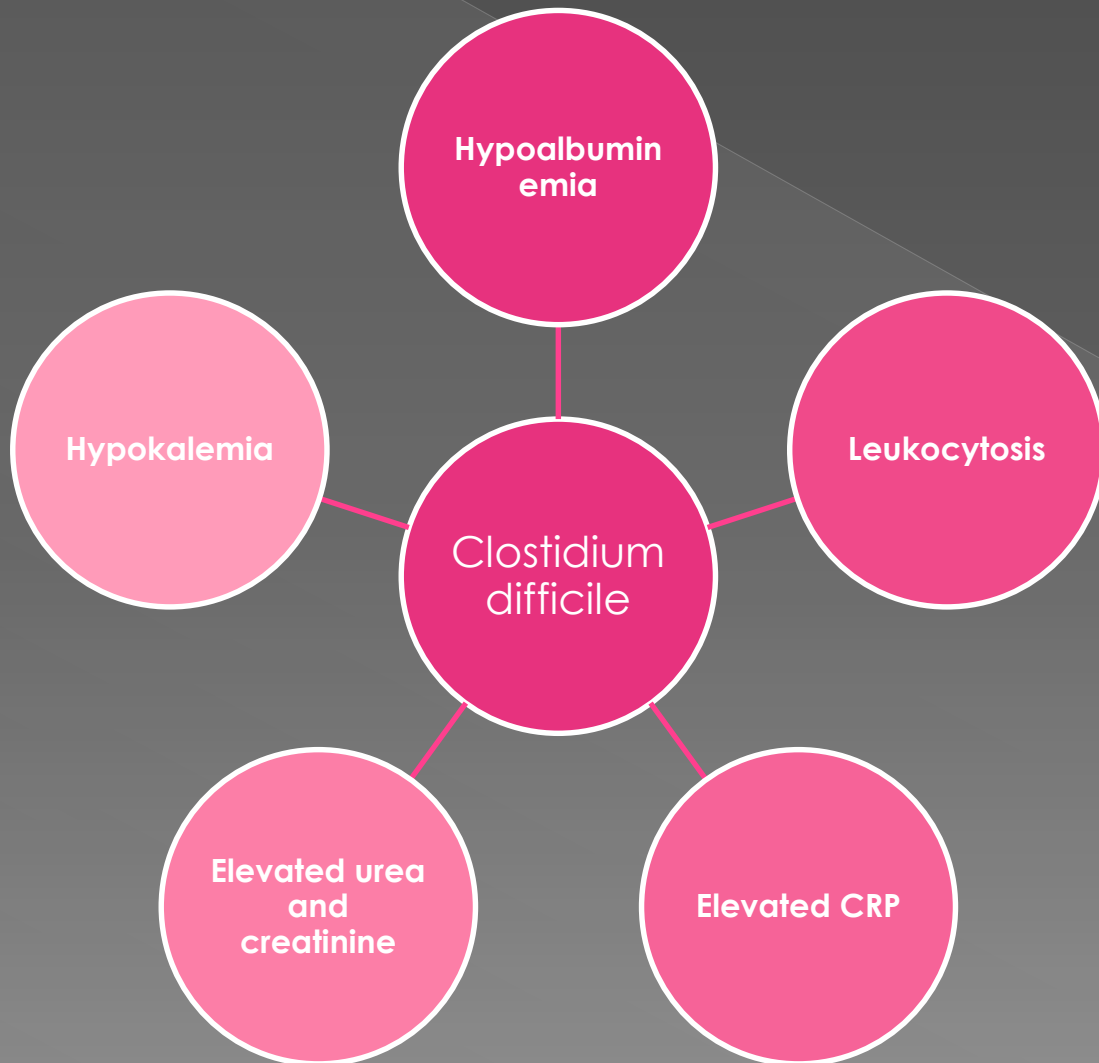 Hypoalbumin
emia
Hypokalemia
Leukocytosis
Clostidium
difficile
Elevated urea
and
creatinine
Elevated CRP